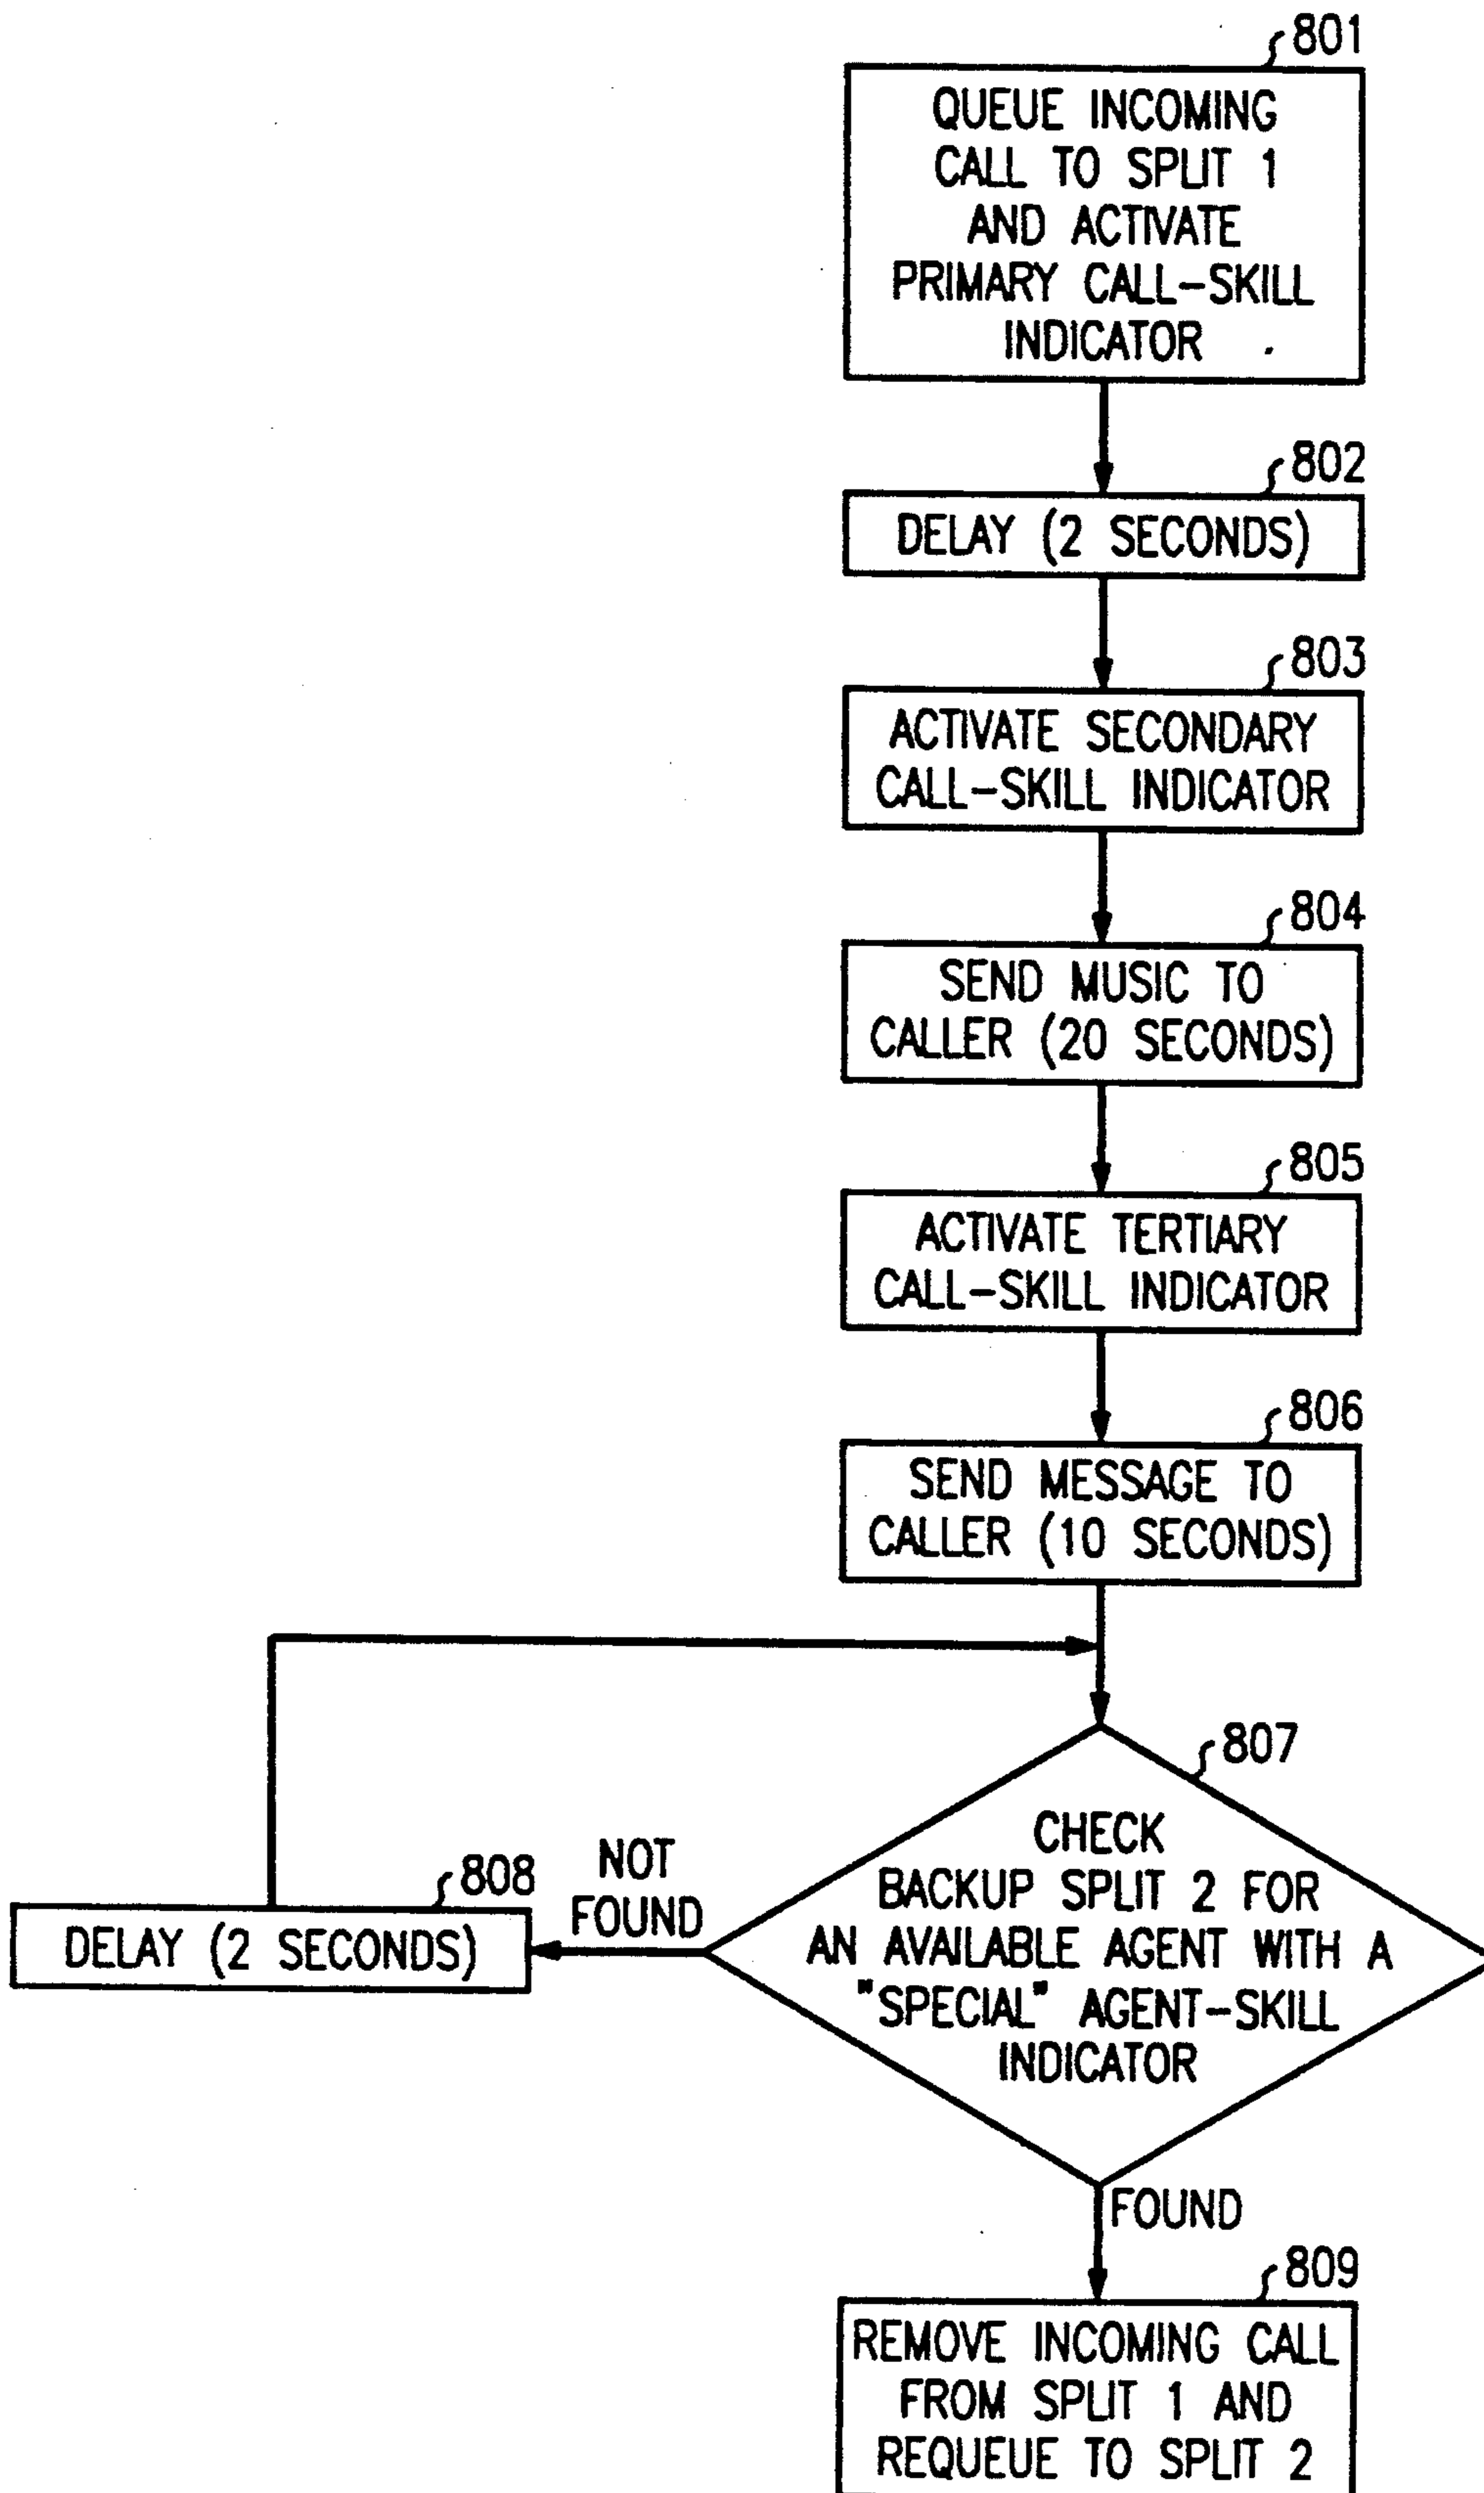 801
QUEUE INCOMING
CALL TO SPLIT 1
AND ACTIVATE
PRIMARY CALL-SKILL
INDICATOR
802
DELAY (2 SECONDS)
803
ACTIVATE SECONDARY
CALL-SKILL INDICATOR
804
SEND MUSIC TO
CALLER (20 SECONDS)
805
ACTIVATE TERTIARY
CALL-SKILL INDICATOR
806
SEND MESSAGE TO
CALLER (10 SECONDS)
807
CHECK
BACKUP SPLIT 2 FOR
AN AVAILABLE AGENT WITH A
"SPECIAL" AGENT-SKILL
INDICATOR
NOT
FOUND
808
DELAY (2 SECONDS)
FOUND
809
REMOVE INCOMING CALL
FROM SPLIT 1 AND
REQUEUE TO SPLIT 2